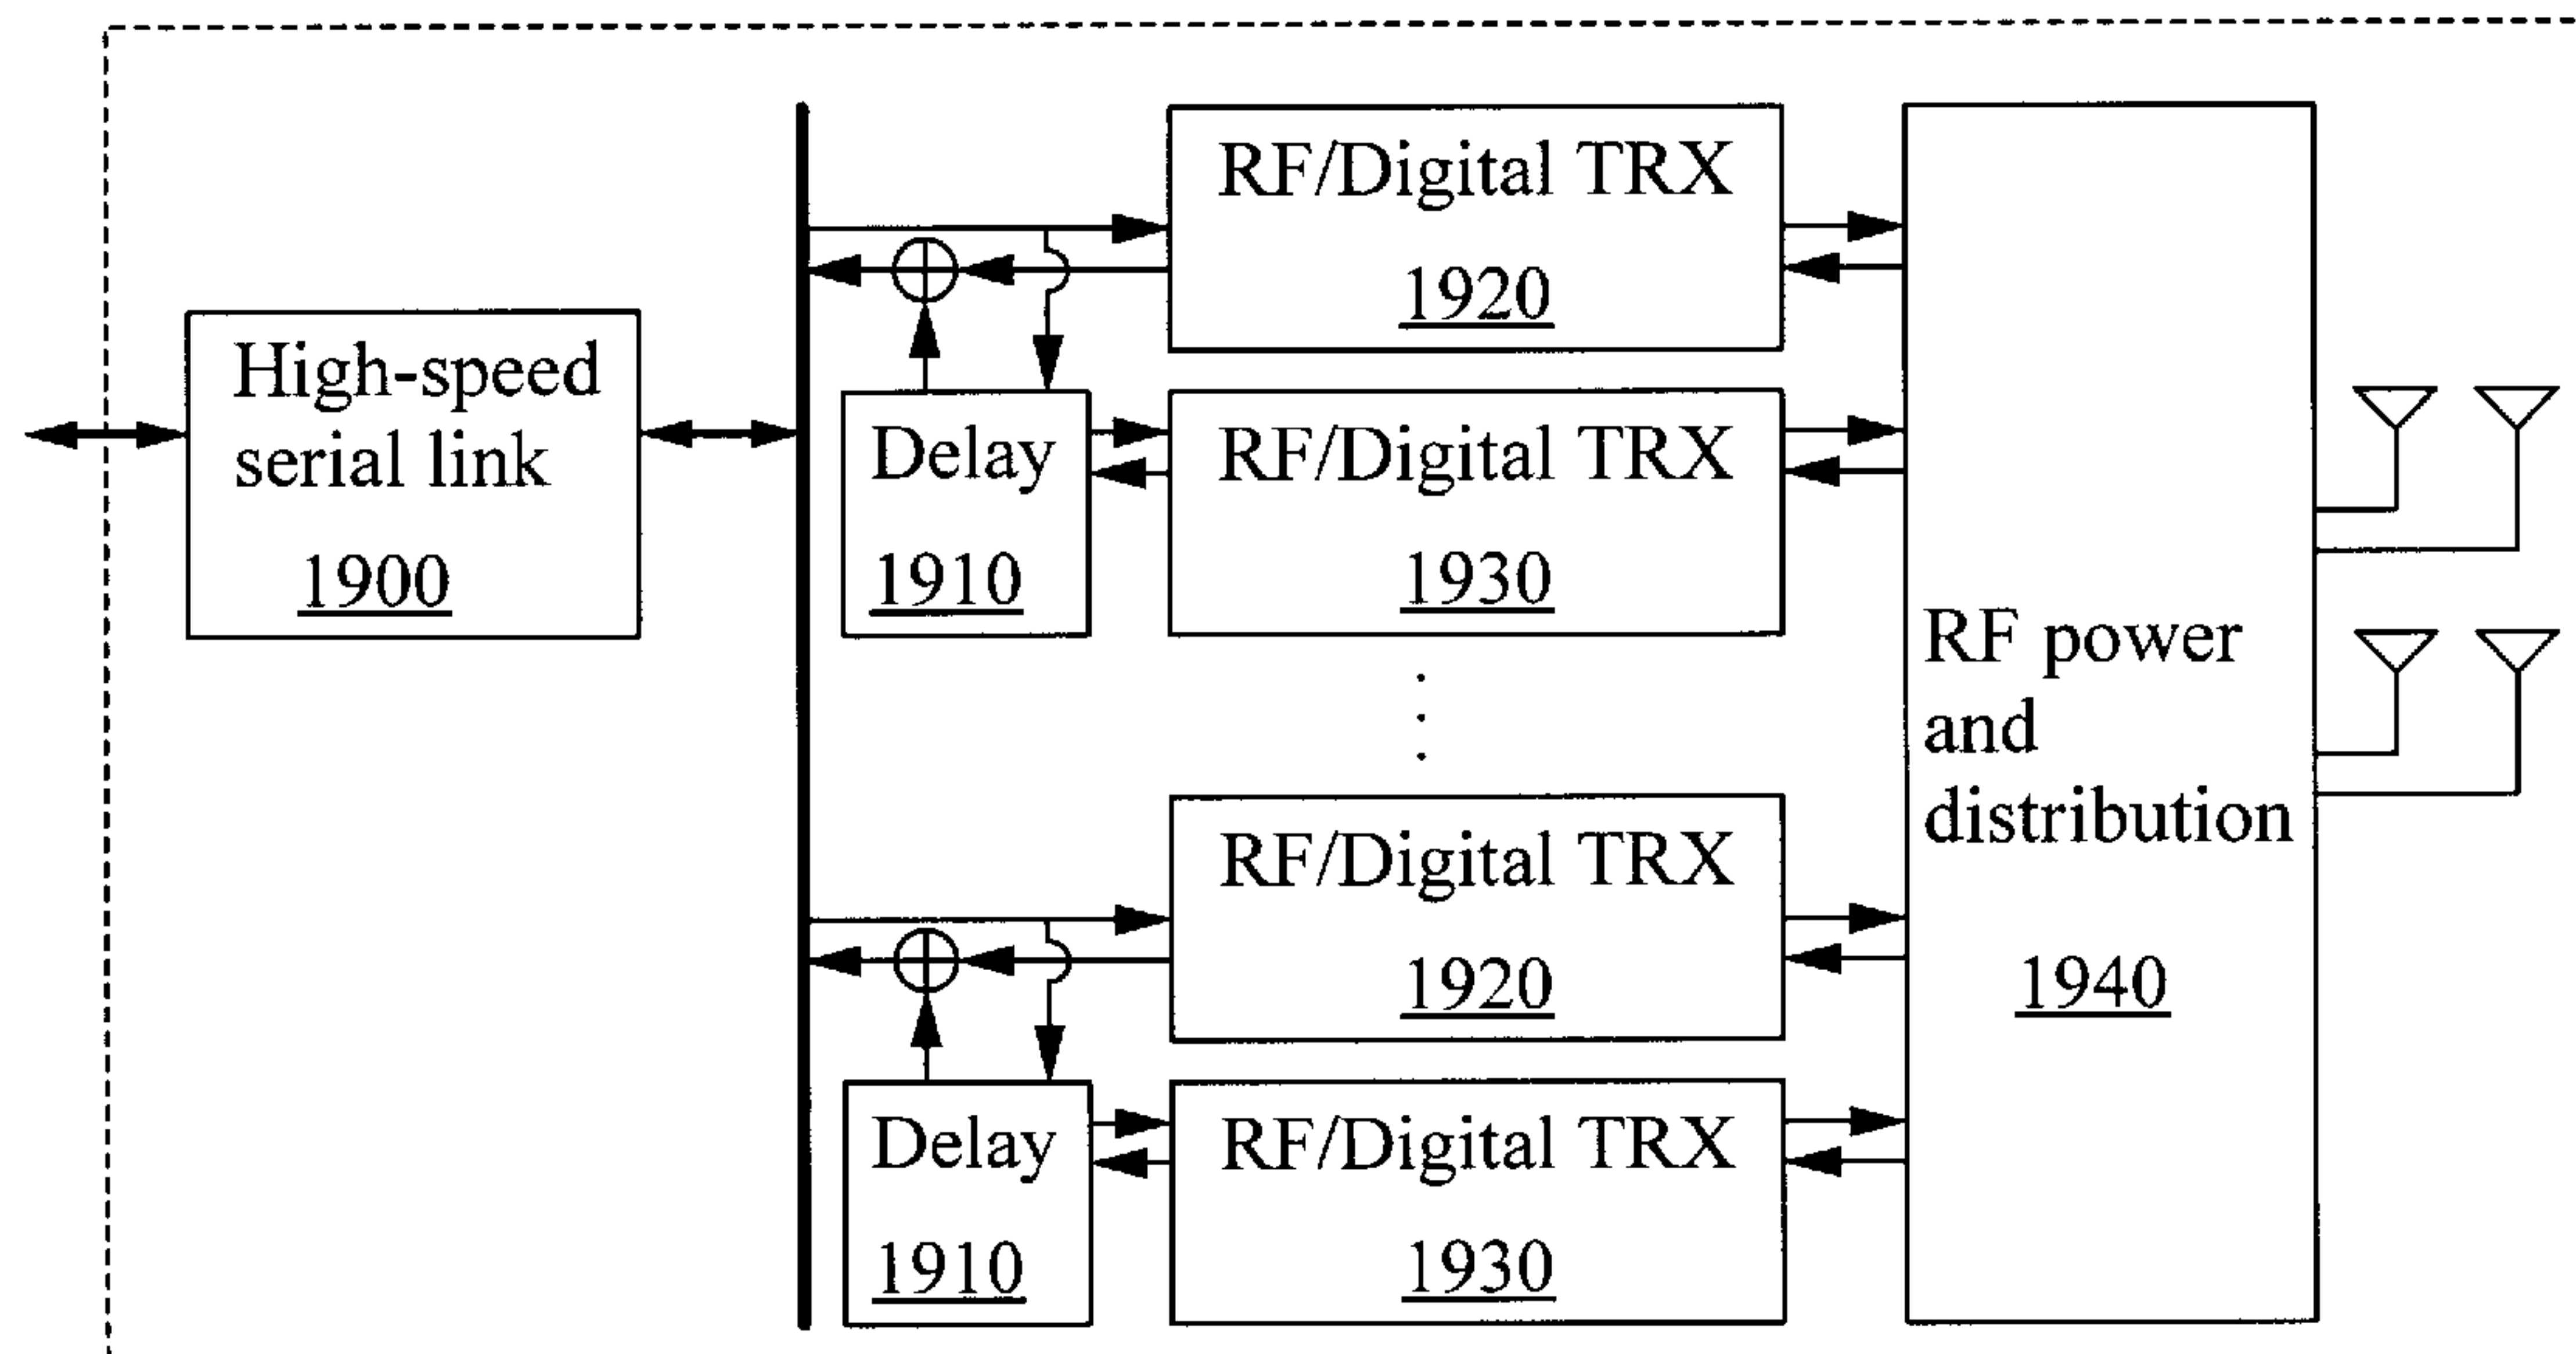 High-speed
serial link
1900
RF/Digital TRX
1920
Delay
1910
RF/Digital TRX
1930
RF/Digital TRX
1920
Delay
1910
RF/Digital TRX
1930
RF power
and
distribution
1940